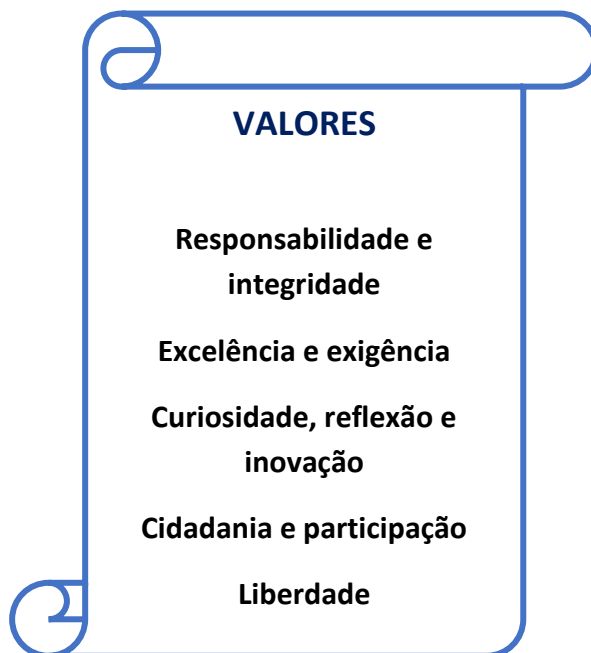 VALORES
Responsabilidade e
integridade
Excelência e exigência
Curiosidade, reflexão e
inovação
Cidadania e participação
Liberdade